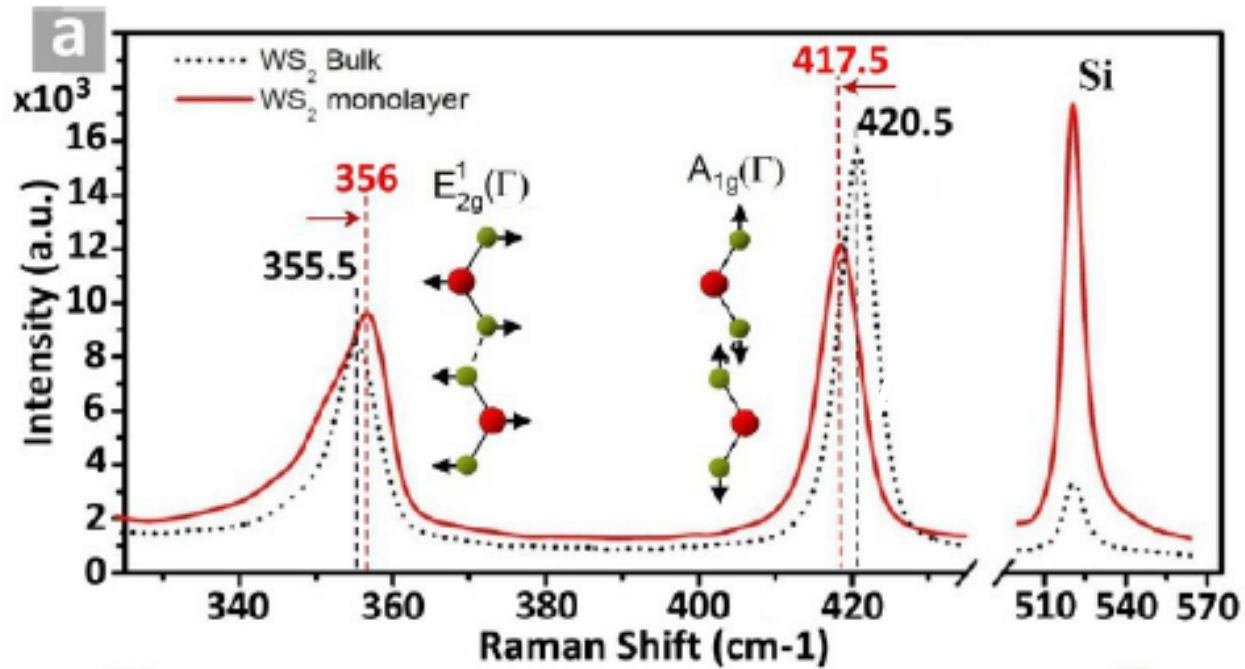 a
WS₂ Bulk
WS₂ monolayer
x10³
417.5
420.5
Si
356
355.5
E¹₂g(Γ)
A₁g(Γ)
16
14
12
10
8
6
4
2
0
Intensity (a.u.)
340 360 380 400 420 510 540 570
Raman Shift (cm-1)